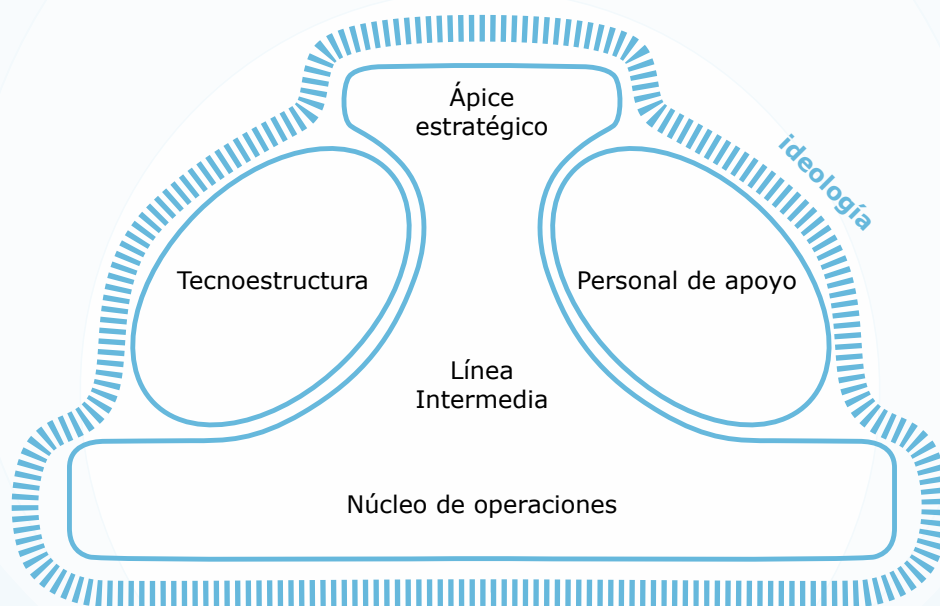 Ápice
estratégico
ideología
Tecnoestructura
Personal de apoyo
Línea
Intermedia
Núcleo de operaciones